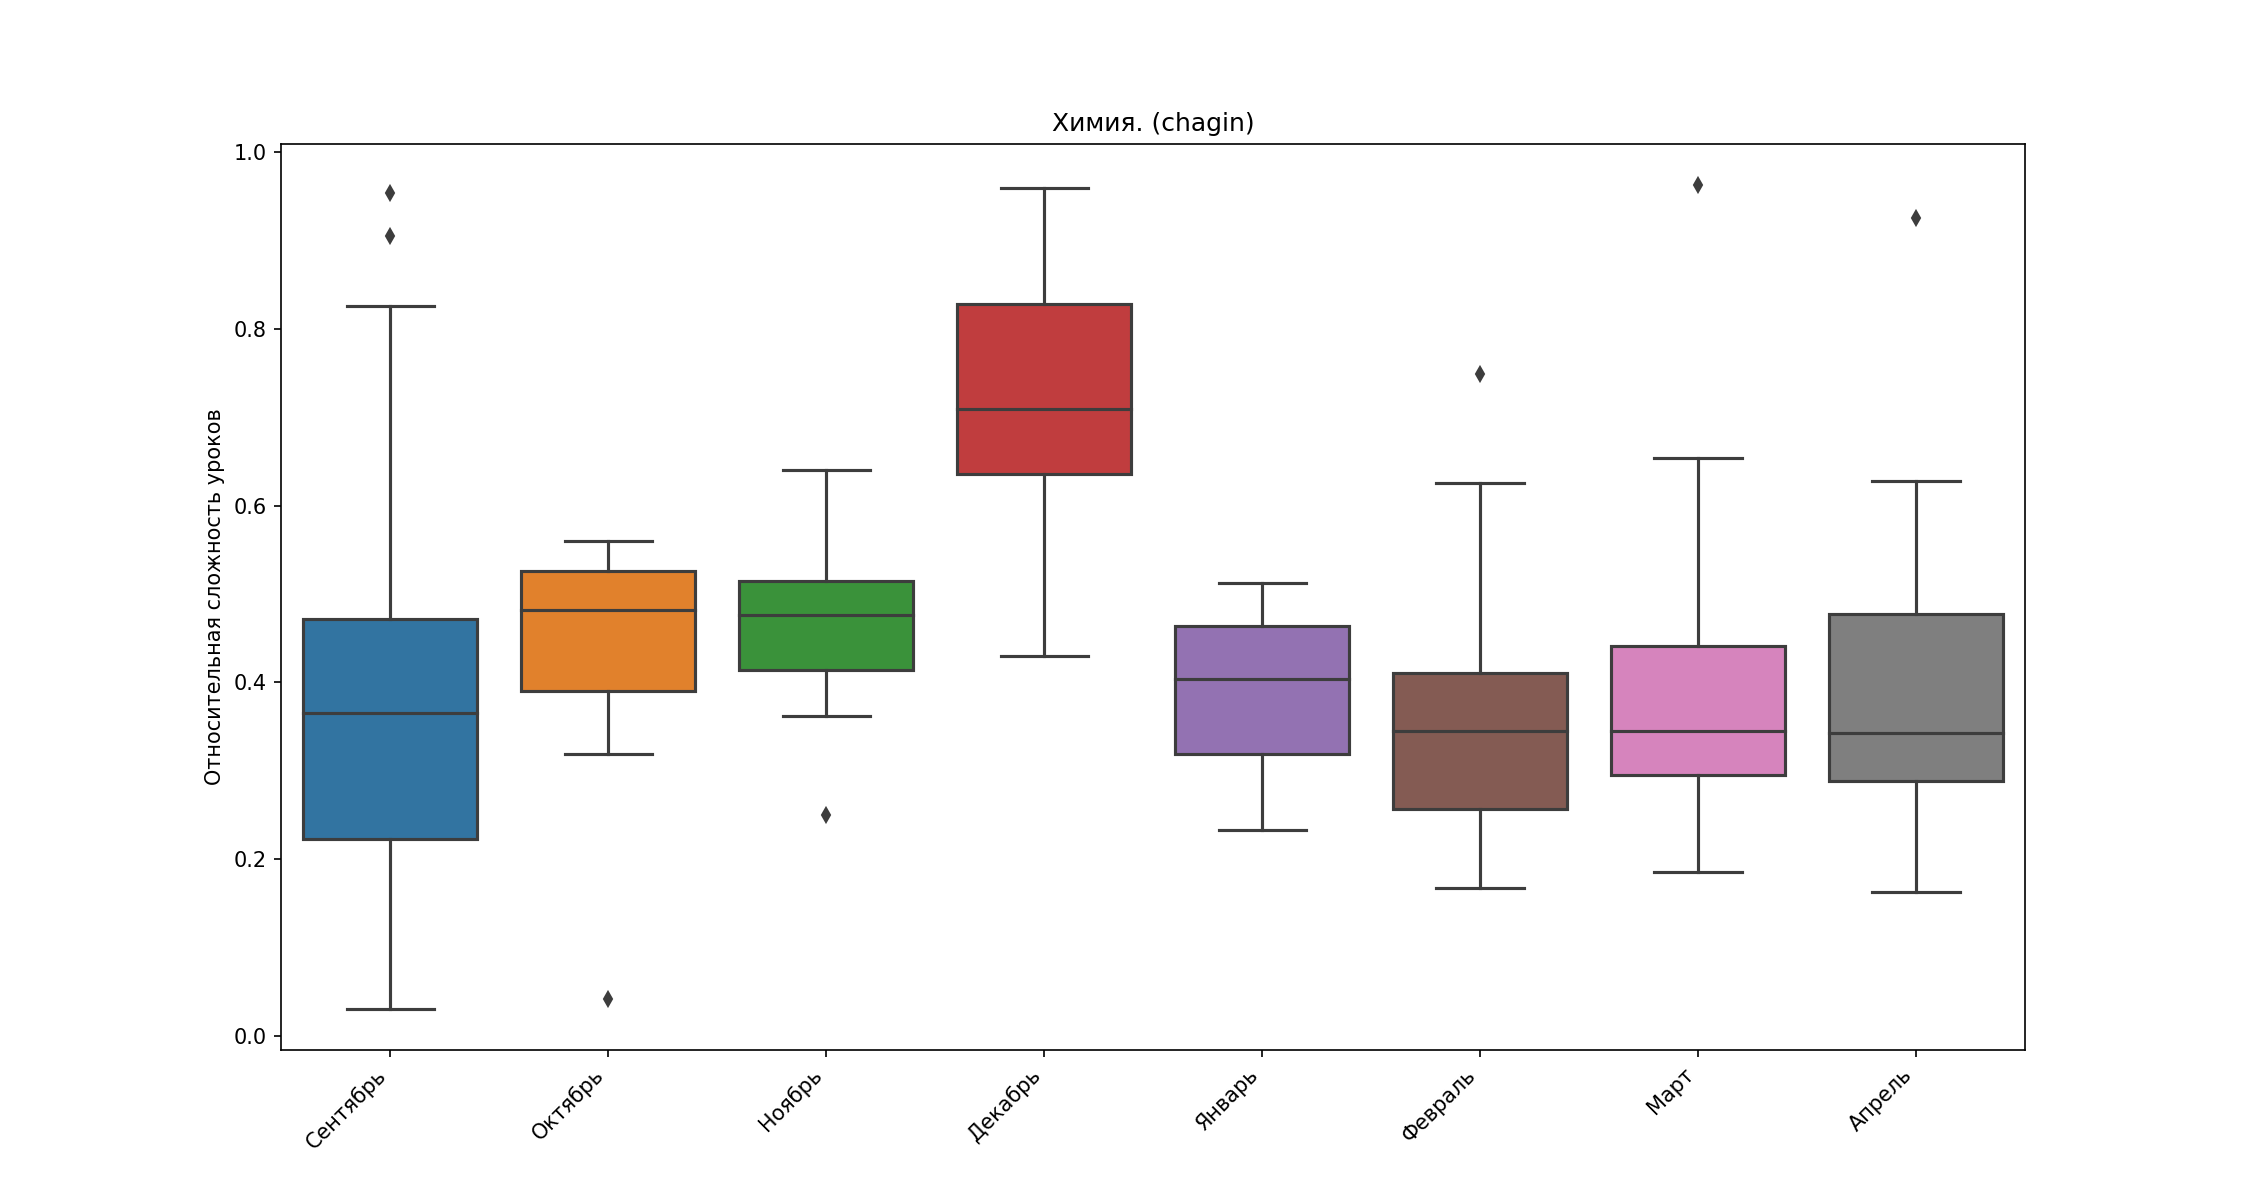 Химия. (chagin)
Относительная сложность уроков
1.0
0.8
0.6
0.4
0.2
0.0
Сентябрь
Октябрь
Ноябрь
Декабрь
Январь
Февраль
Март
Апрель